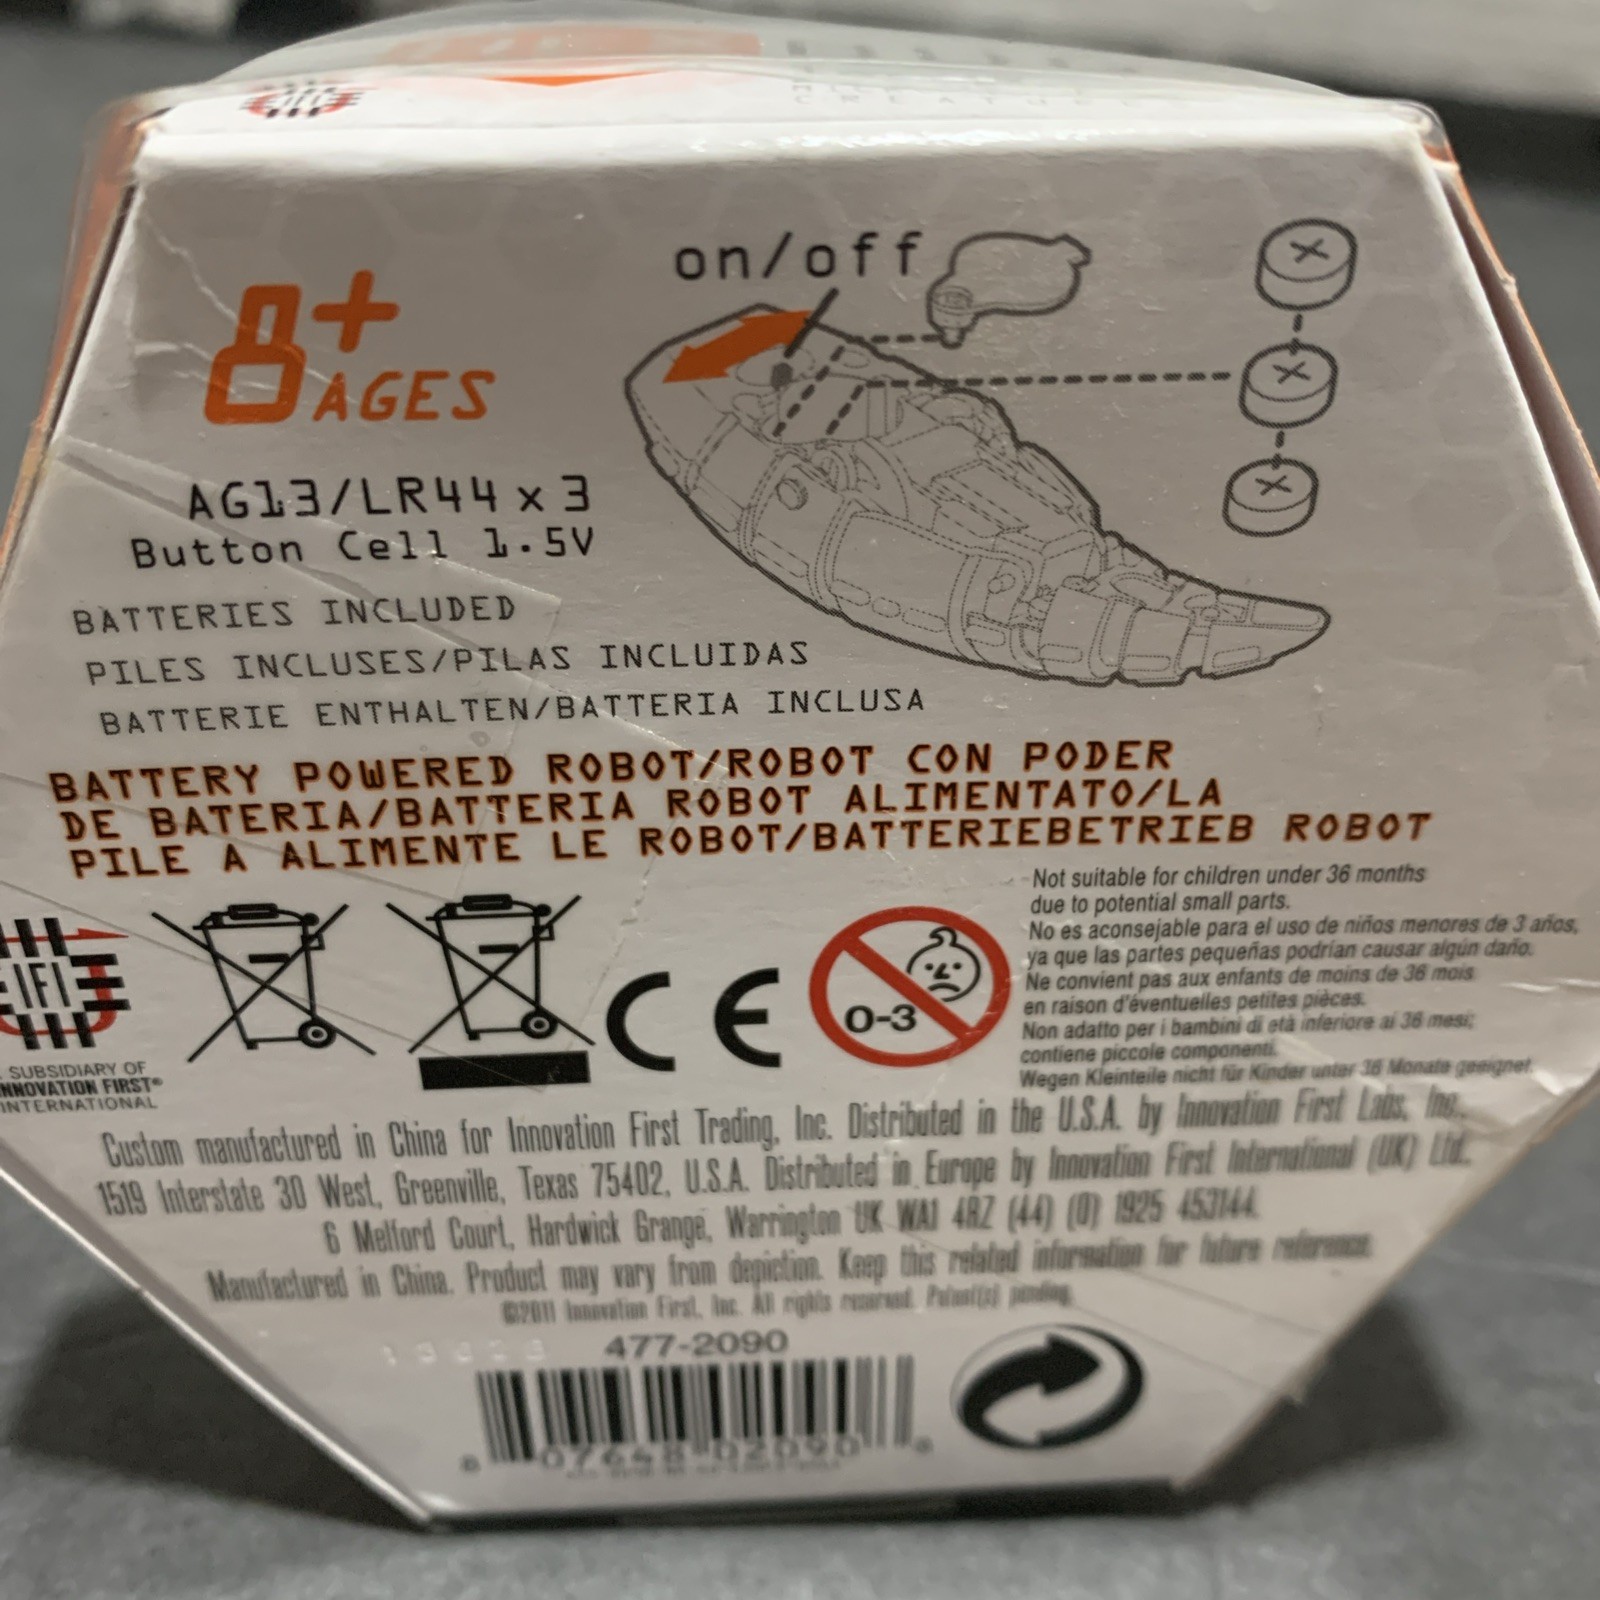 IFI
on/off
8+
AGES
AG13/LR44 x 3
Button Cell 1.5V
BATTERIES INCLUDED
PILES INCLUSES/PILAS INCLUIDAS
BATTERIE ENTHALTEN/BATTERIA INCLUSA
BATTERY POWERED ROBOT/ROBOT CON PODER
DE BATERIA/BATTERIA ROBOT ALIMENTATO/LA
PILE A ALIMENTE LE ROBOT/BATTERIEBETRIEB ROBOT
IFI
SUBSIDIARY OF
INNOVATION FIRST®
INTERNATIONAL
CE
0-3
Not suitable for children under 36 months
due to potential small parts.
No es aconsejable para el uso de niños menores de 3 años,
ya que las partes pequeñas podrían causar algún daño.
Ne convient pas aux enfants de moins de 36 mois
en raison d'éventuelles petites pièces.
Non adatto per i bambini di età inferiore ai 36 mesi;
contiene piccole componenti.
Wegen Kleinteile nicht für Kinder unter 36 Monate geeignet.
Custom manufactured in China for Innovation First Trading, Inc. Distributed in the U.S.A. by Innovation First Labs, Inc.,
1519 Interstate 30 West, Greenville, Texas 75402, U.S.A. Distributed in Europe by Innovation First International (UK) Ltd.,
6 Melford Court, Hardwick Grange, Warrington UK WA1 4RZ (44) (0) 1925 453144.
Manufactured in China. Product may vary from depiction. Keep this related information for future reference.
©2011 Innovation First, Inc. All rights reserved. Patent(s) pending.
477-2090
8 07648 02090 8